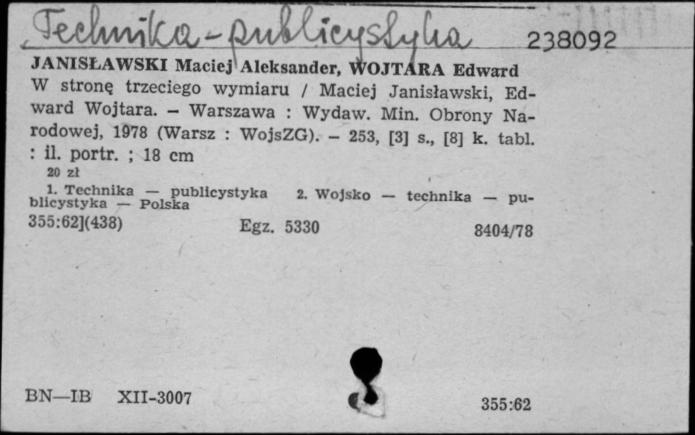 Technika - publicystyka
238092
JANISŁAWSKI Maciej Aleksander, WOJTARA Edward
W stronę trzeciego wymiaru / Maciej Janisławski, Ed-
ward Wojtara. — Warszawa : Wydaw. Min. Obrony Na-
rodowej, 1978 (Warsz : WojsZG). — 253, [3] s., [8] k. tabl.
: il. portr. ; 18 cm
20 zł
1. Technika — publicystyka 2. Wojsko — technika — pu-
blicystyka — Polska
355:62](438) Egz. 5330 8404/78
BN—IB XII-3007 355:62